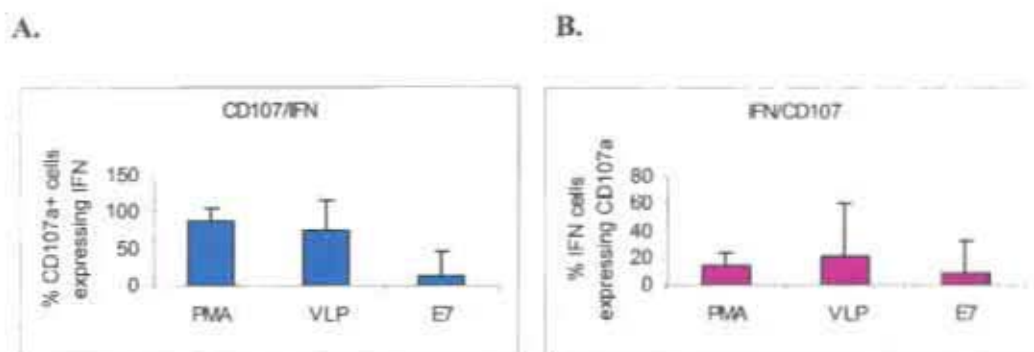 A.
CD107/IFN
% CD107a+ cells
expressing IFN
150
100
50
0
PMA VLP E7
B.
IFN/CD107
% IFN cells
expressing CD107a
80
60
40
20
0
PMA VLP E7